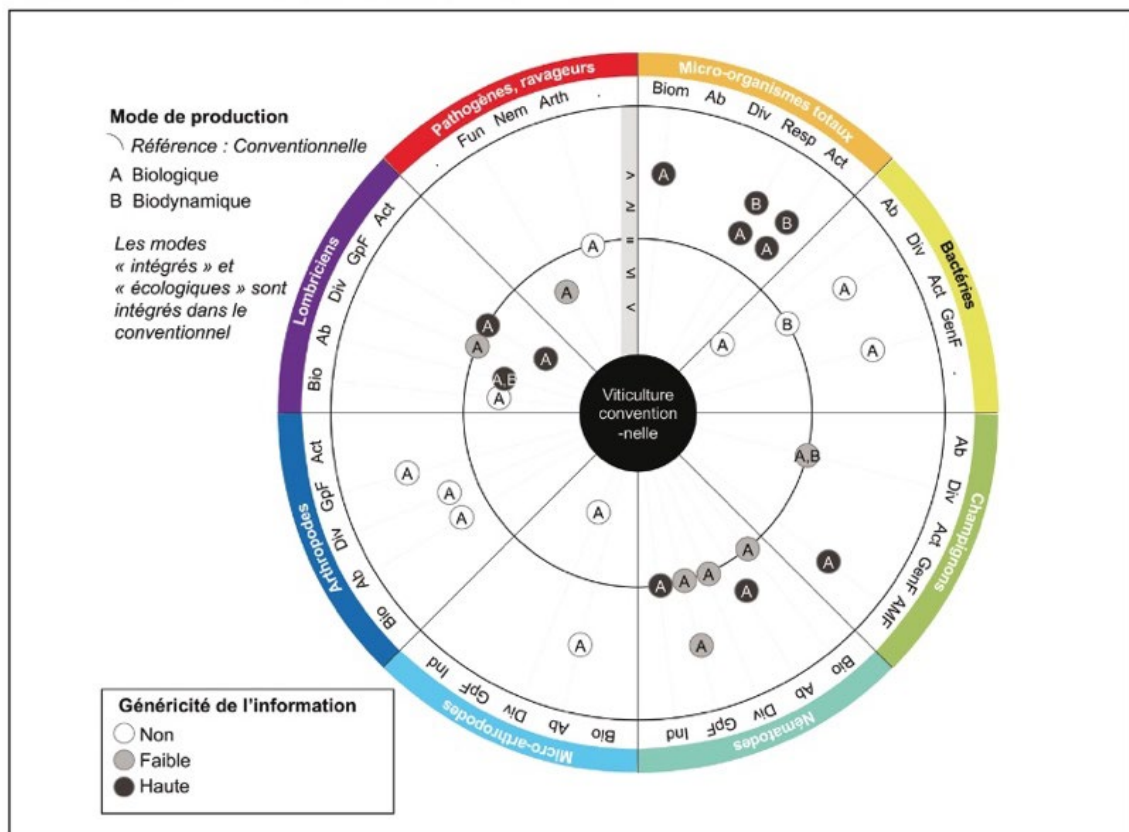 Mode de production
Référence : Conventionnelle
A Biologique
B Biodynamique
Les modes
« intégrés » et
« écologiques » sont
intégrés dans le
conventionnel
Pathogènes, ravageurs
. Fun Nem Arth .
Micro-organismes totaux
Biom Ab Div Resp Act .
Bactéries
Ab Div Act GenF .
Champignons
Ab Div Act GenF AMF
Nématodes
Bio Ab Div GpF Ind
Micro-arthropodes
Bio Ab Div GpF Ind
Arthropodes
Bio Ab Div GpF Act
Lombriciens
Bio Ab Div GpF Act
=
Viticulture
convention
-nelle
A
B
B
A
A
A
A
A
A
B
A
A
A
A
A,B
A
A
A
A
A
A,B
A
A
A
A
A
A
A
A
A
Généricité de l'information
Non
Faible
Haute